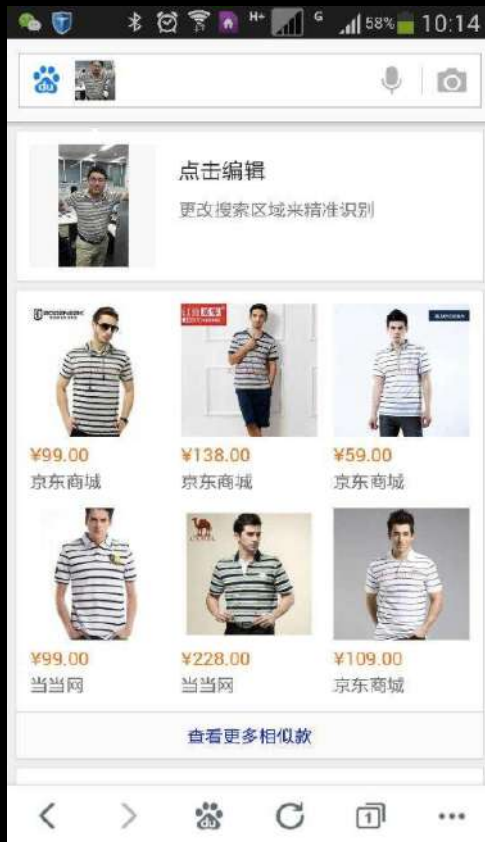 H+
G
58%
10:14
du
点击编辑
更改搜索区域来精准识别
¥99.00
¥138.00
¥59.00
京东商城
京东商城
京东商城
¥99.00
¥228.00
¥109.00
当当网
当当网
京东商城
查看更多相似款
du
1